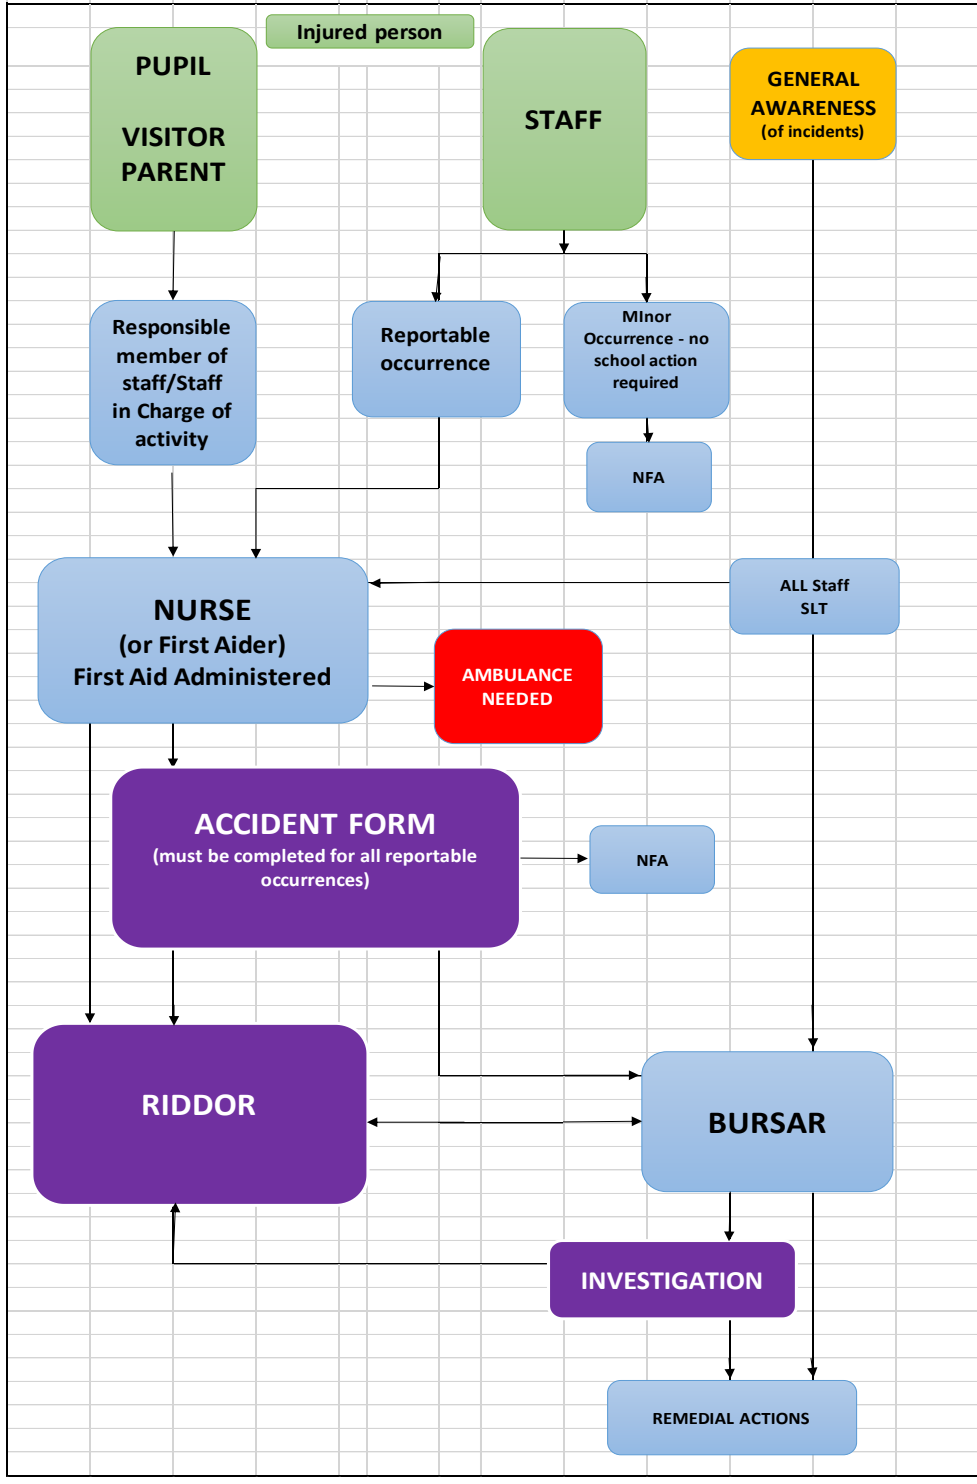 Injured person
PUPIL
VISITOR
PARENT
STAFF
GENERAL
AWARENESS
(of incidents)
Responsible
member of
staff/Staff
in Charge of
activity
Reportable
occurrence
MInor
Occurrence - no
school action
required
NFA
ALL Staff
SLT
NURSE
(or First Aider)
First Aid Administered
AMBULANCE
NEEDED
ACCIDENT FORM
(must be completed for all reportable
occurrences)
NFA
RIDDOR
BURSAR
INVESTIGATION
REMEDIAL ACTIONS